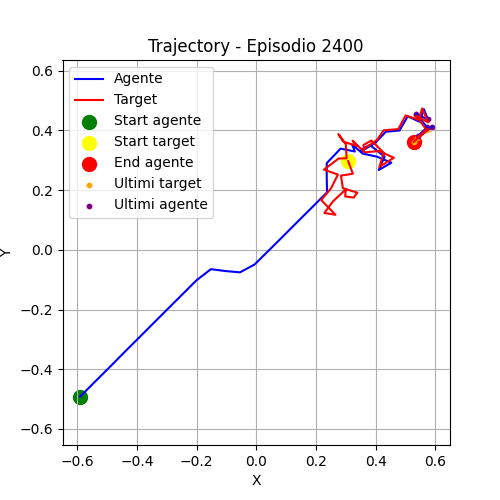 Trajectory - Episodio 2400
Agente
Target
Start agente
Start target
End agente
Ultimi target
Ultimi agente
0.6
0.4
0.2
0.0
−0.2
−0.4
−0.6
Y
−0.6
−0.4
−0.2
0.0
0.2
0.4
0.6
X